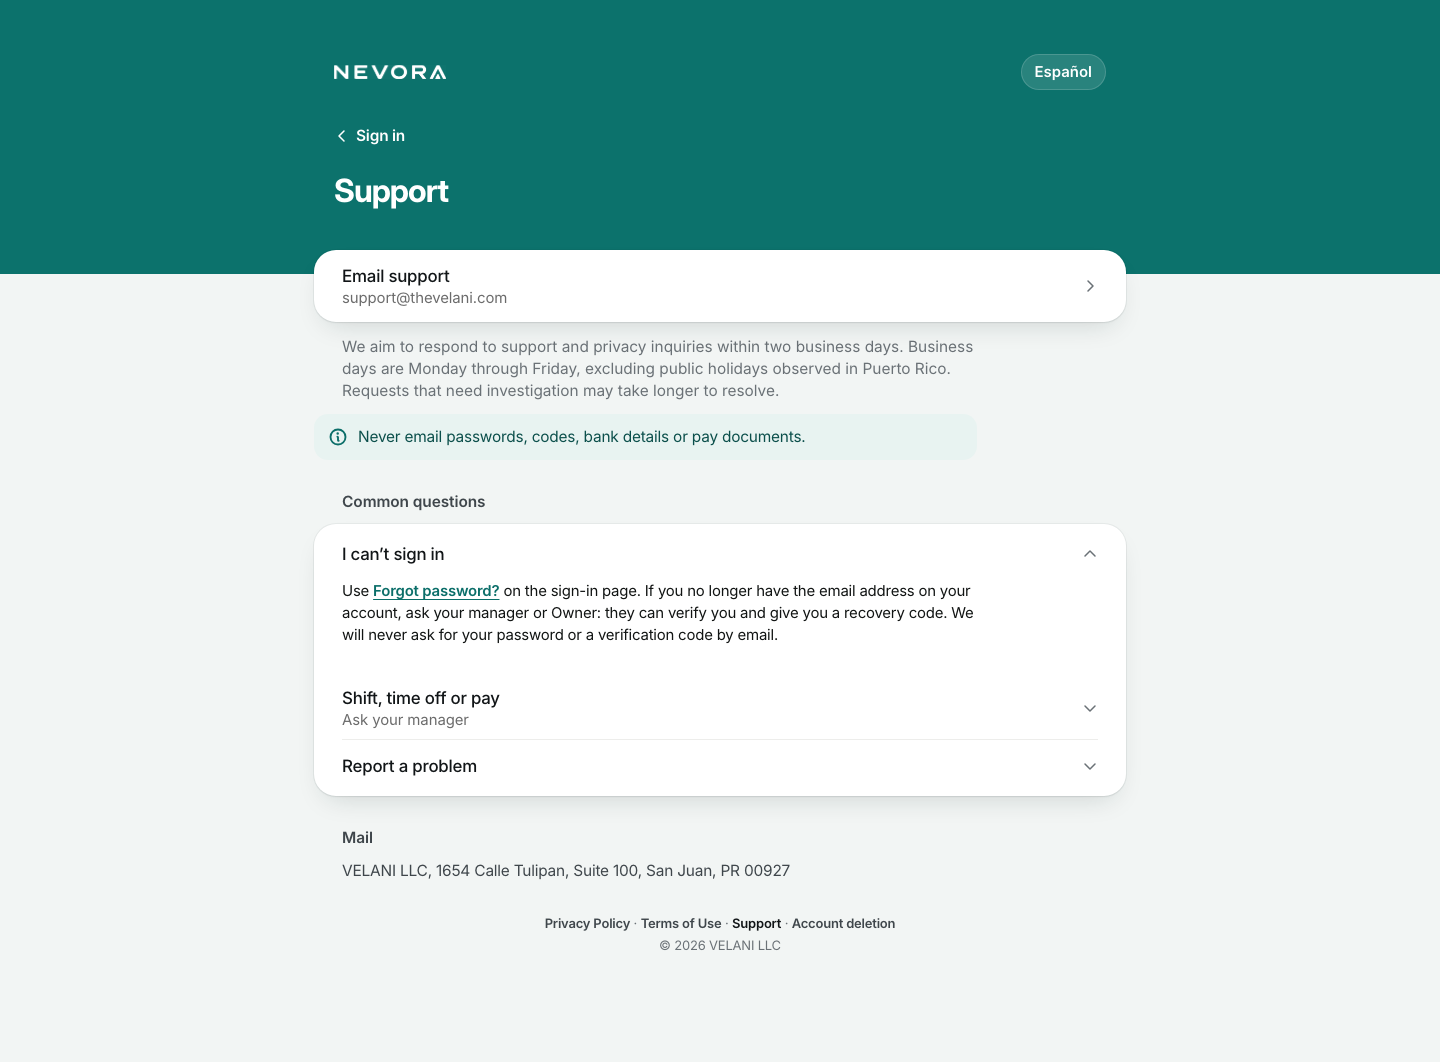 NEVORA
Español
Sign in
Support
Email support
support@thevelani.com
We aim to respond to support and privacy inquiries within two business days. Business
days are Monday through Friday, excluding public holidays observed in Puerto Rico.
Requests that need investigation may take longer to resolve.
Never email passwords, codes, bank details or pay documents.
Common questions
I can’t sign in
Use Forgot password? on the sign-in page. If you no longer have the email address on your
account, ask your manager or Owner: they can verify you and give you a recovery code. We
will never ask for your password or a verification code by email.
Shift, time off or pay
Ask your manager
Report a problem
Mail
VELANI LLC, 1654 Calle Tulipan, Suite 100, San Juan, PR 00927
Privacy Policy · Terms of Use · Support · Account deletion
© 2026 VELANI LLC